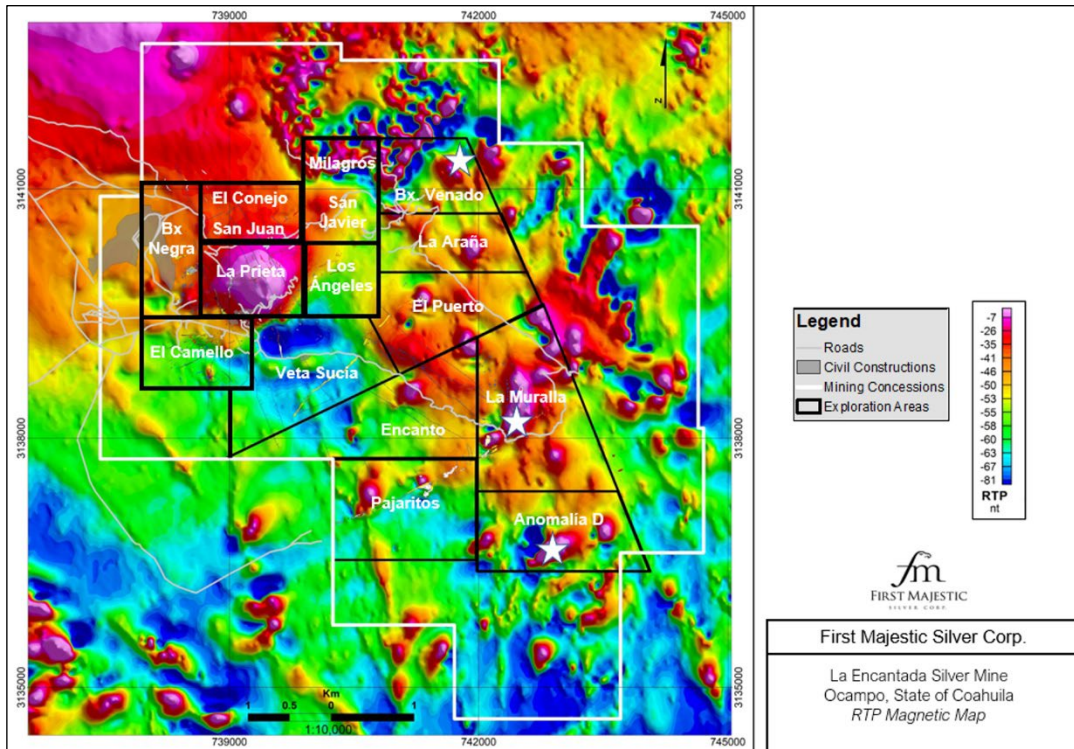 739000
742000
745000
3141000
3141000
3138000
3138000
3135000
3135000
Milagros
Bx. Venado
El Conejo
San
Javier
Bx
Negra
San Juan
La Araña
La Prieta
Los
Ángeles
El Puerto
El Camello
Veta Sucía
La Muralla
Encanto
Pajaritos
Anomalía D
Km
1 0.5 0 1
1:10,000
739000
742000
745000
N
Legend
Roads
Civil Constructions
Mining Concessions
Exploration Areas
-7
-26
-35
-41
-46
-50
-53
-55
-58
-60
-63
-67
-81
RTP
nt
fm
FIRST MAJESTIC
SILVER CORP.
First Majestic Silver Corp.
La Encantada Silver Mine
Ocampo, State of Coahuila
RTP Magnetic Map